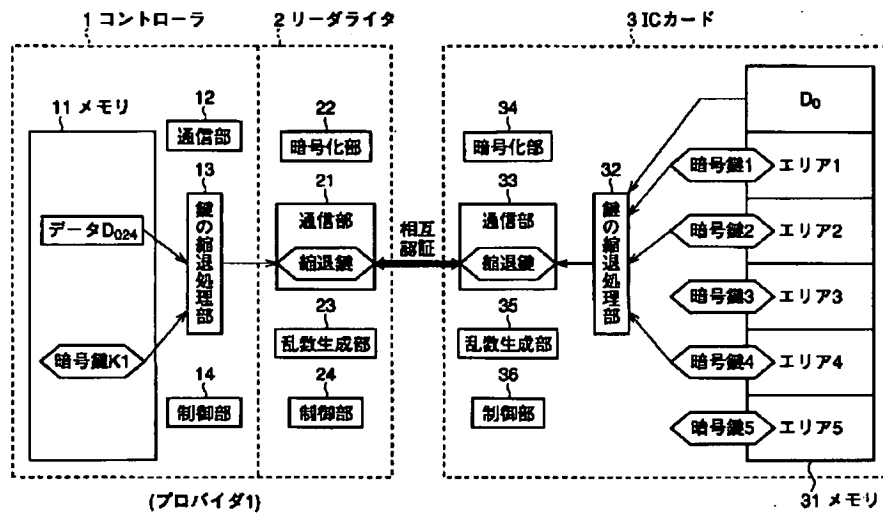 1 コントローラ
2 リーダライタ
3 ICカード
11 メモリ
12
通信部
13
鍵の縮退処理部
データD024
暗号鍵K1
14
制御部
22
暗号化部
21
通信部
縮退鍵
23
乱数生成部
24
制御部
相互
認証
34
暗号化部
33
通信部
縮退鍵
35
乱数生成部
36
制御部
32
鍵の縮退処理部
D0
暗号鍵1 エリア1
暗号鍵2 エリア2
暗号鍵3 エリア3
暗号鍵4 エリア4
暗号鍵5 エリア5
31 メモリ
(プロバイダ1)